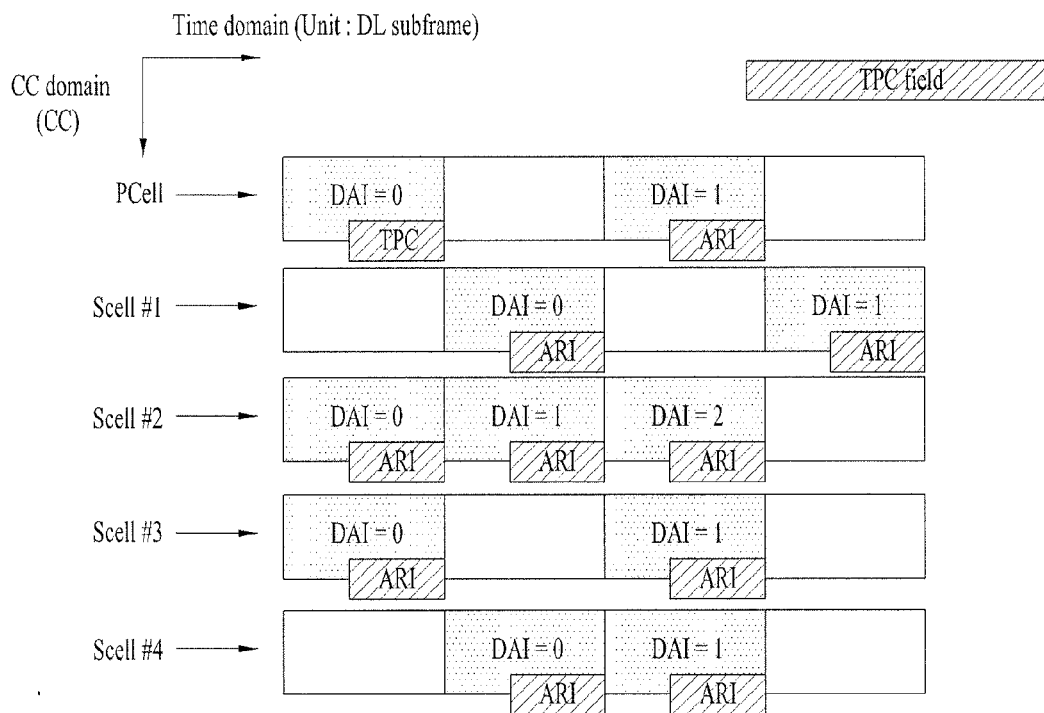 Time domain (Unit : DL subframe)
CC domain
(CC)
TPC field
PCell
DAI = 0
DAI = 1
TPC
ARI
Scell #1
DAI = 0
DAI = 1
ARI
ARI
Scell #2
DAI = 0
DAI = 1
DAI = 2
ARI
ARI
ARI
Scell #3
DAI = 0
DAI = 1
ARI
ARI
Scell #4
DAI = 0
DAI = 1
ARI
ARI